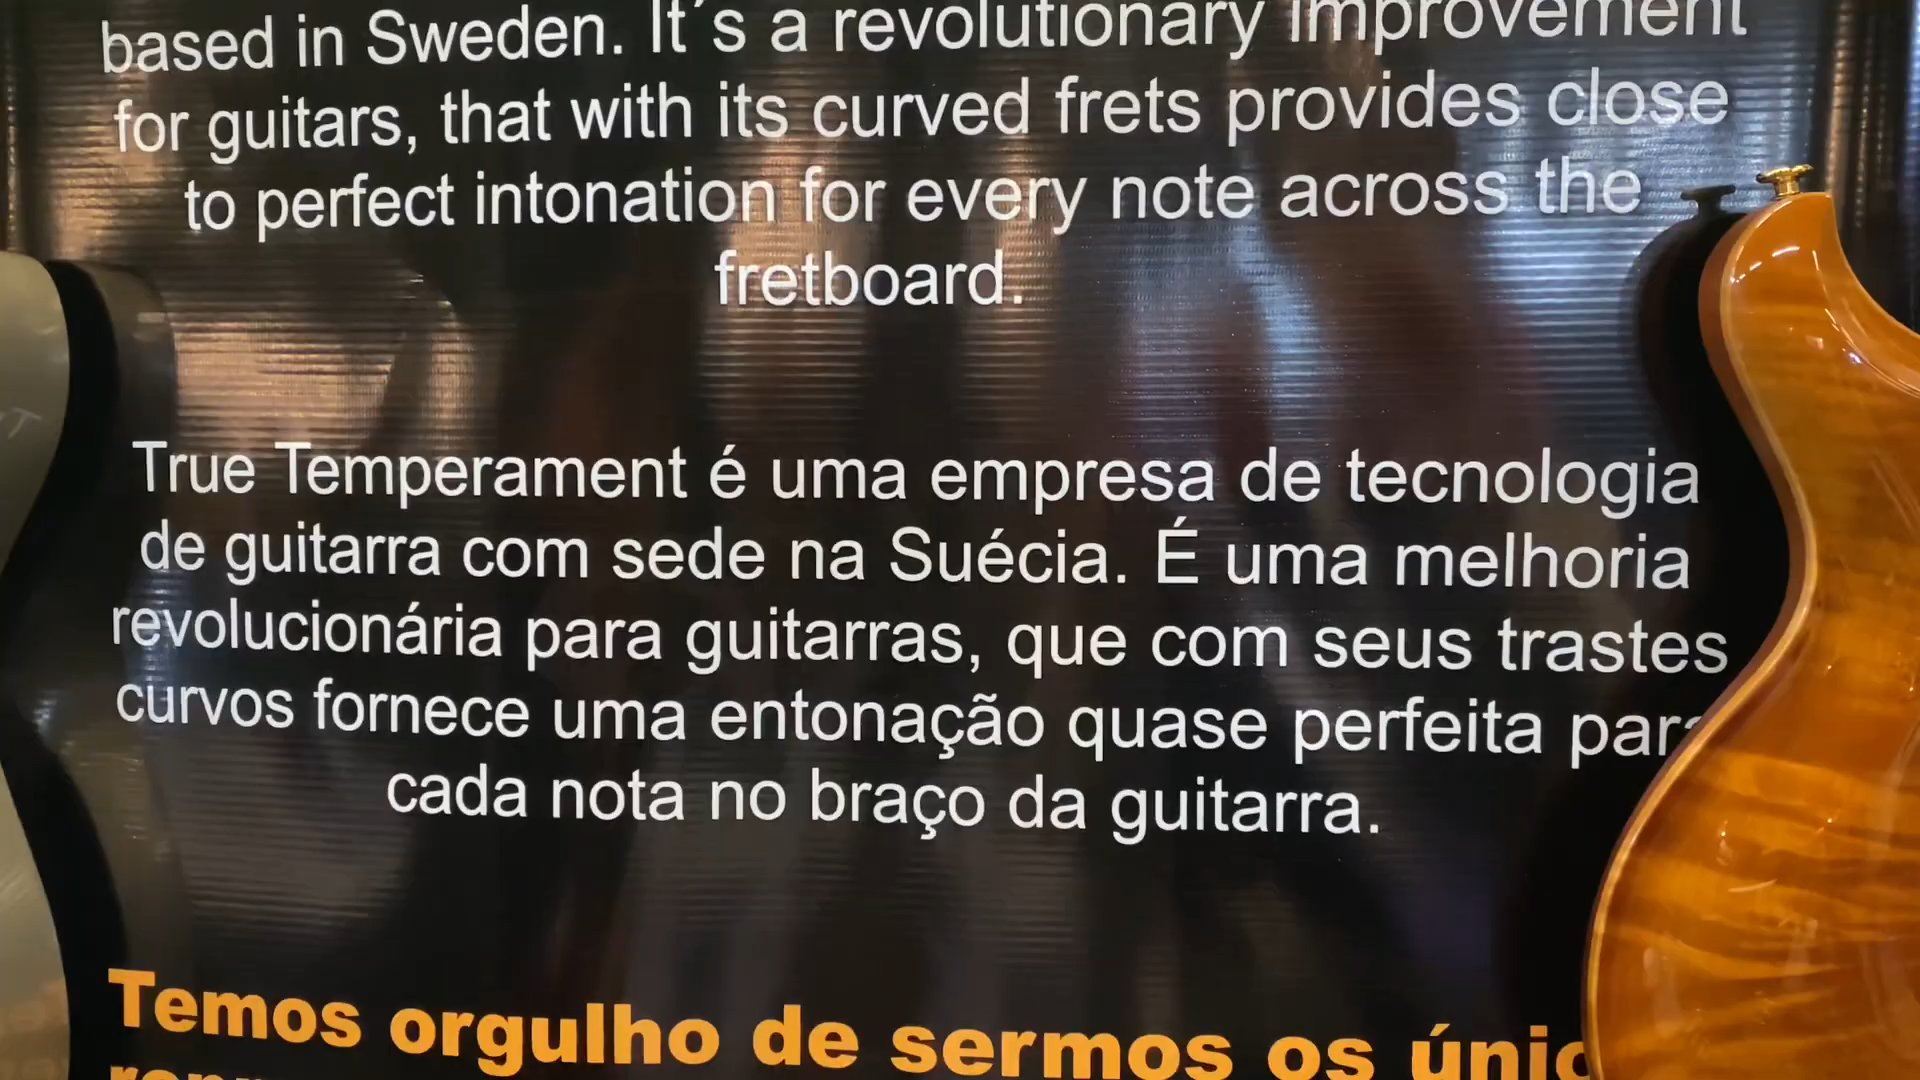 based in Sweden. It´s a revolutionary improvement
for guitars, that with its curved frets provides close
to perfect intonation for every note across the
fretboard.
True Temperament é uma empresa de tecnologia
de guitarra com sede na Suécia. É uma melhoria
revolucionária para guitarras, que com seus trastes
curvos fornece uma entonação quase perfeita para
cada nota no braço da guitarra.
Temos orgulho de sermos os únic